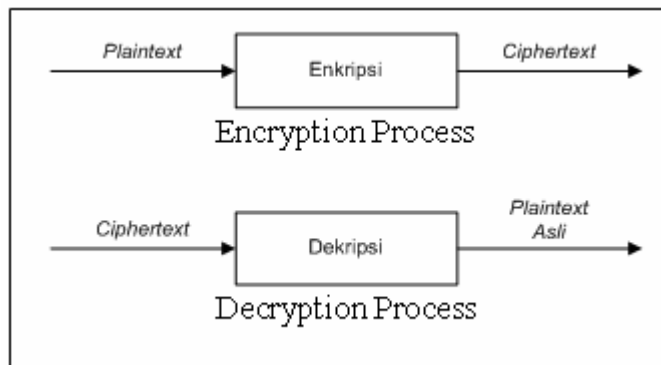 Plaintext
Enkripsi
Ciphertext
Encryption Process
Ciphertext
Dekripsi
Plaintext
Asli
Decryption Process